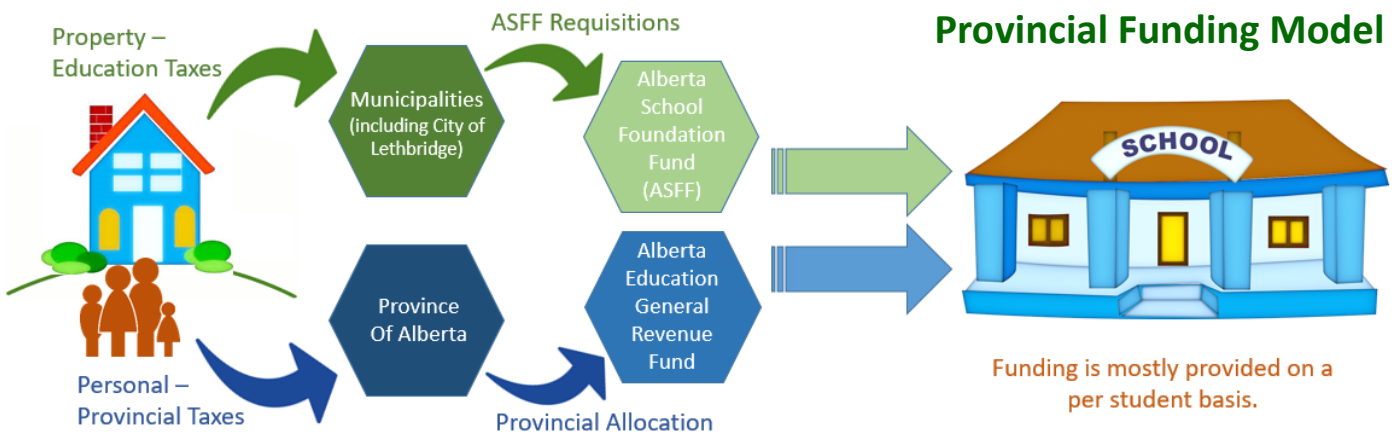 Provincial Funding Model
Property –
Education Taxes
ASFF Requisitions
Municipalities
(including City of
Lethbridge)
Alberta
School
Foundation
Fund
(ASFF)
SCHOOL
Personal –
Provincial Taxes
Province
Of Alberta
Provincial Allocation
Alberta
Education
General
Revenue
Fund
Funding is mostly provided on a
per student basis.